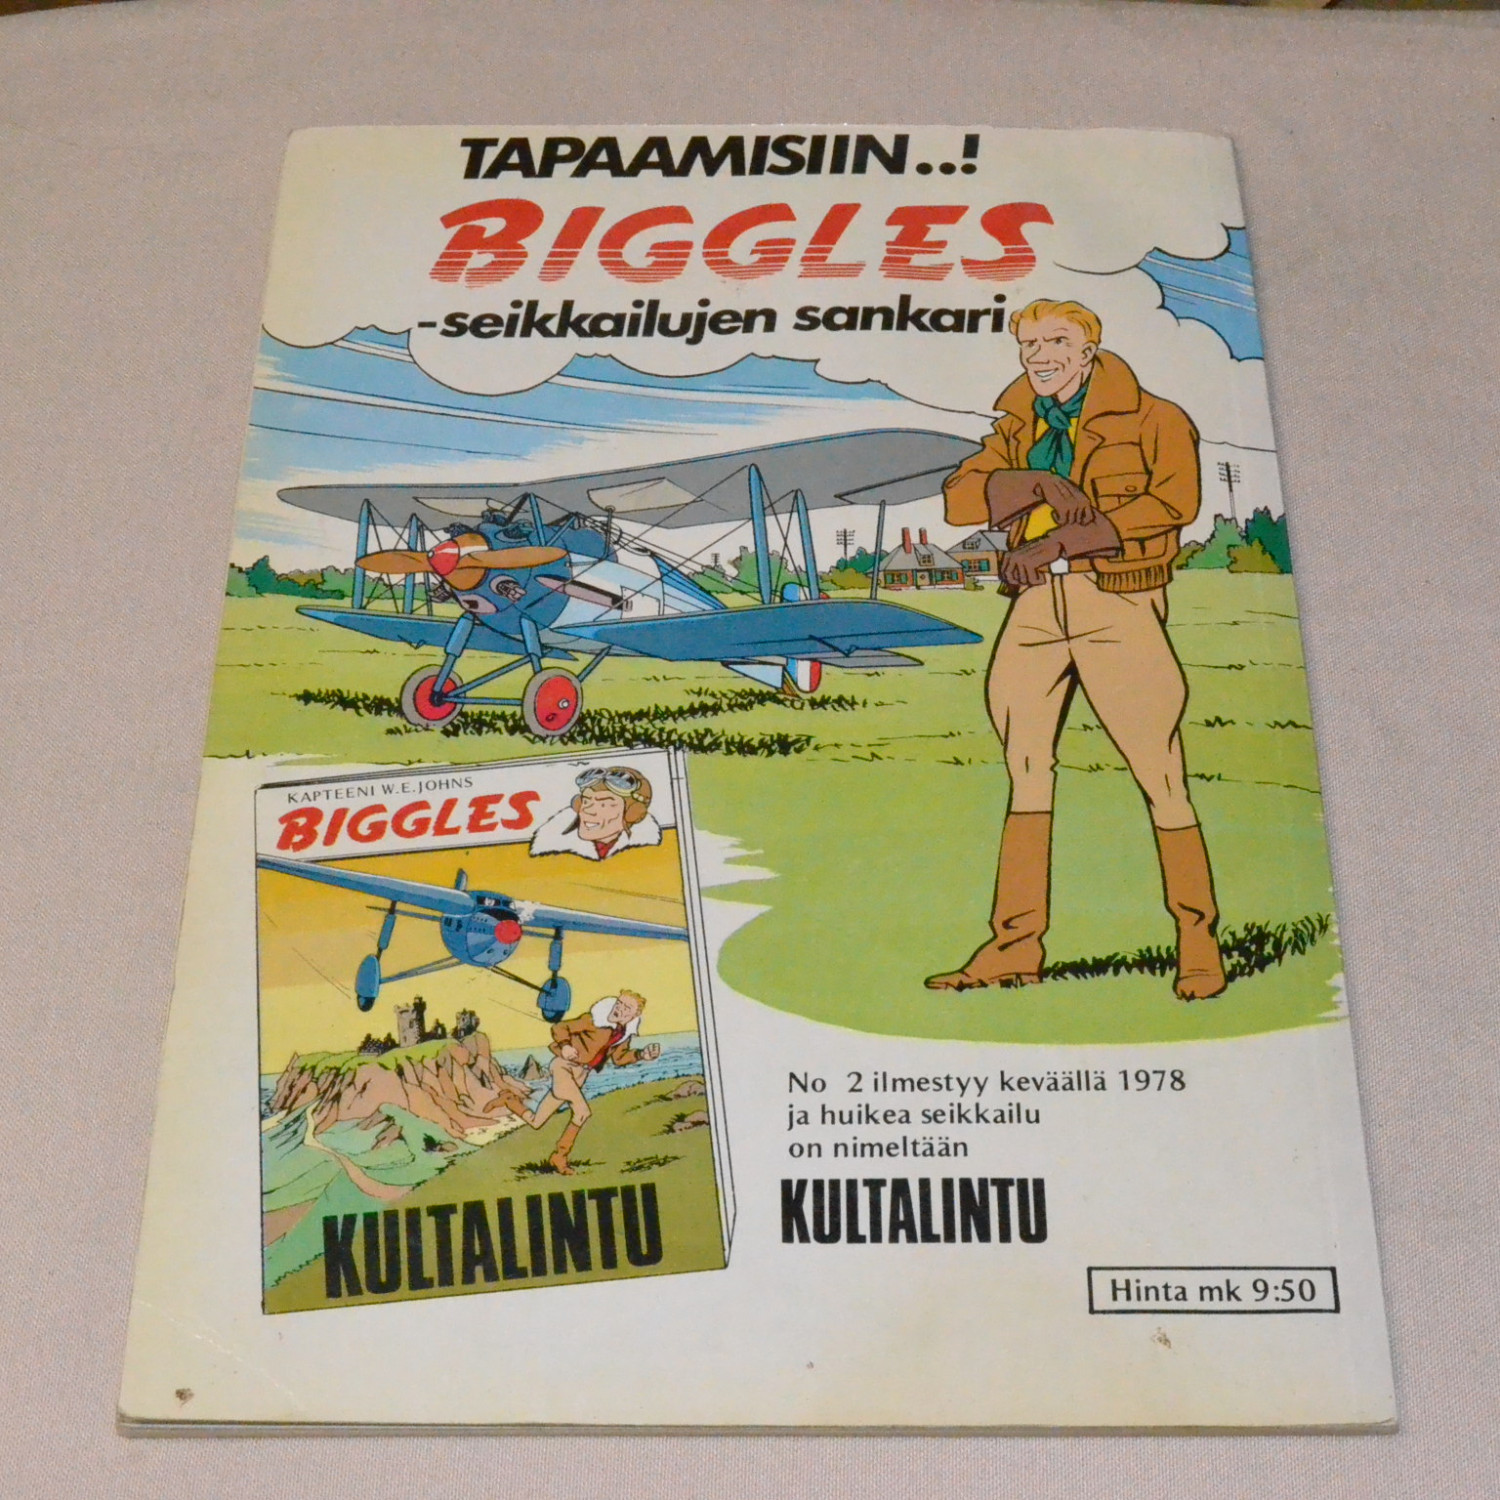 TAPAAMISIIN..!
BIGGLES
-seikkailujen sankari
KAPTEENI W.E.JOHNS
BIGGLES
KULTALINTU
No 2 ilmestyy keväällä 1978
ja huikea seikkailu
on nimeltään
KULTALINTU
Hinta mk 9:50